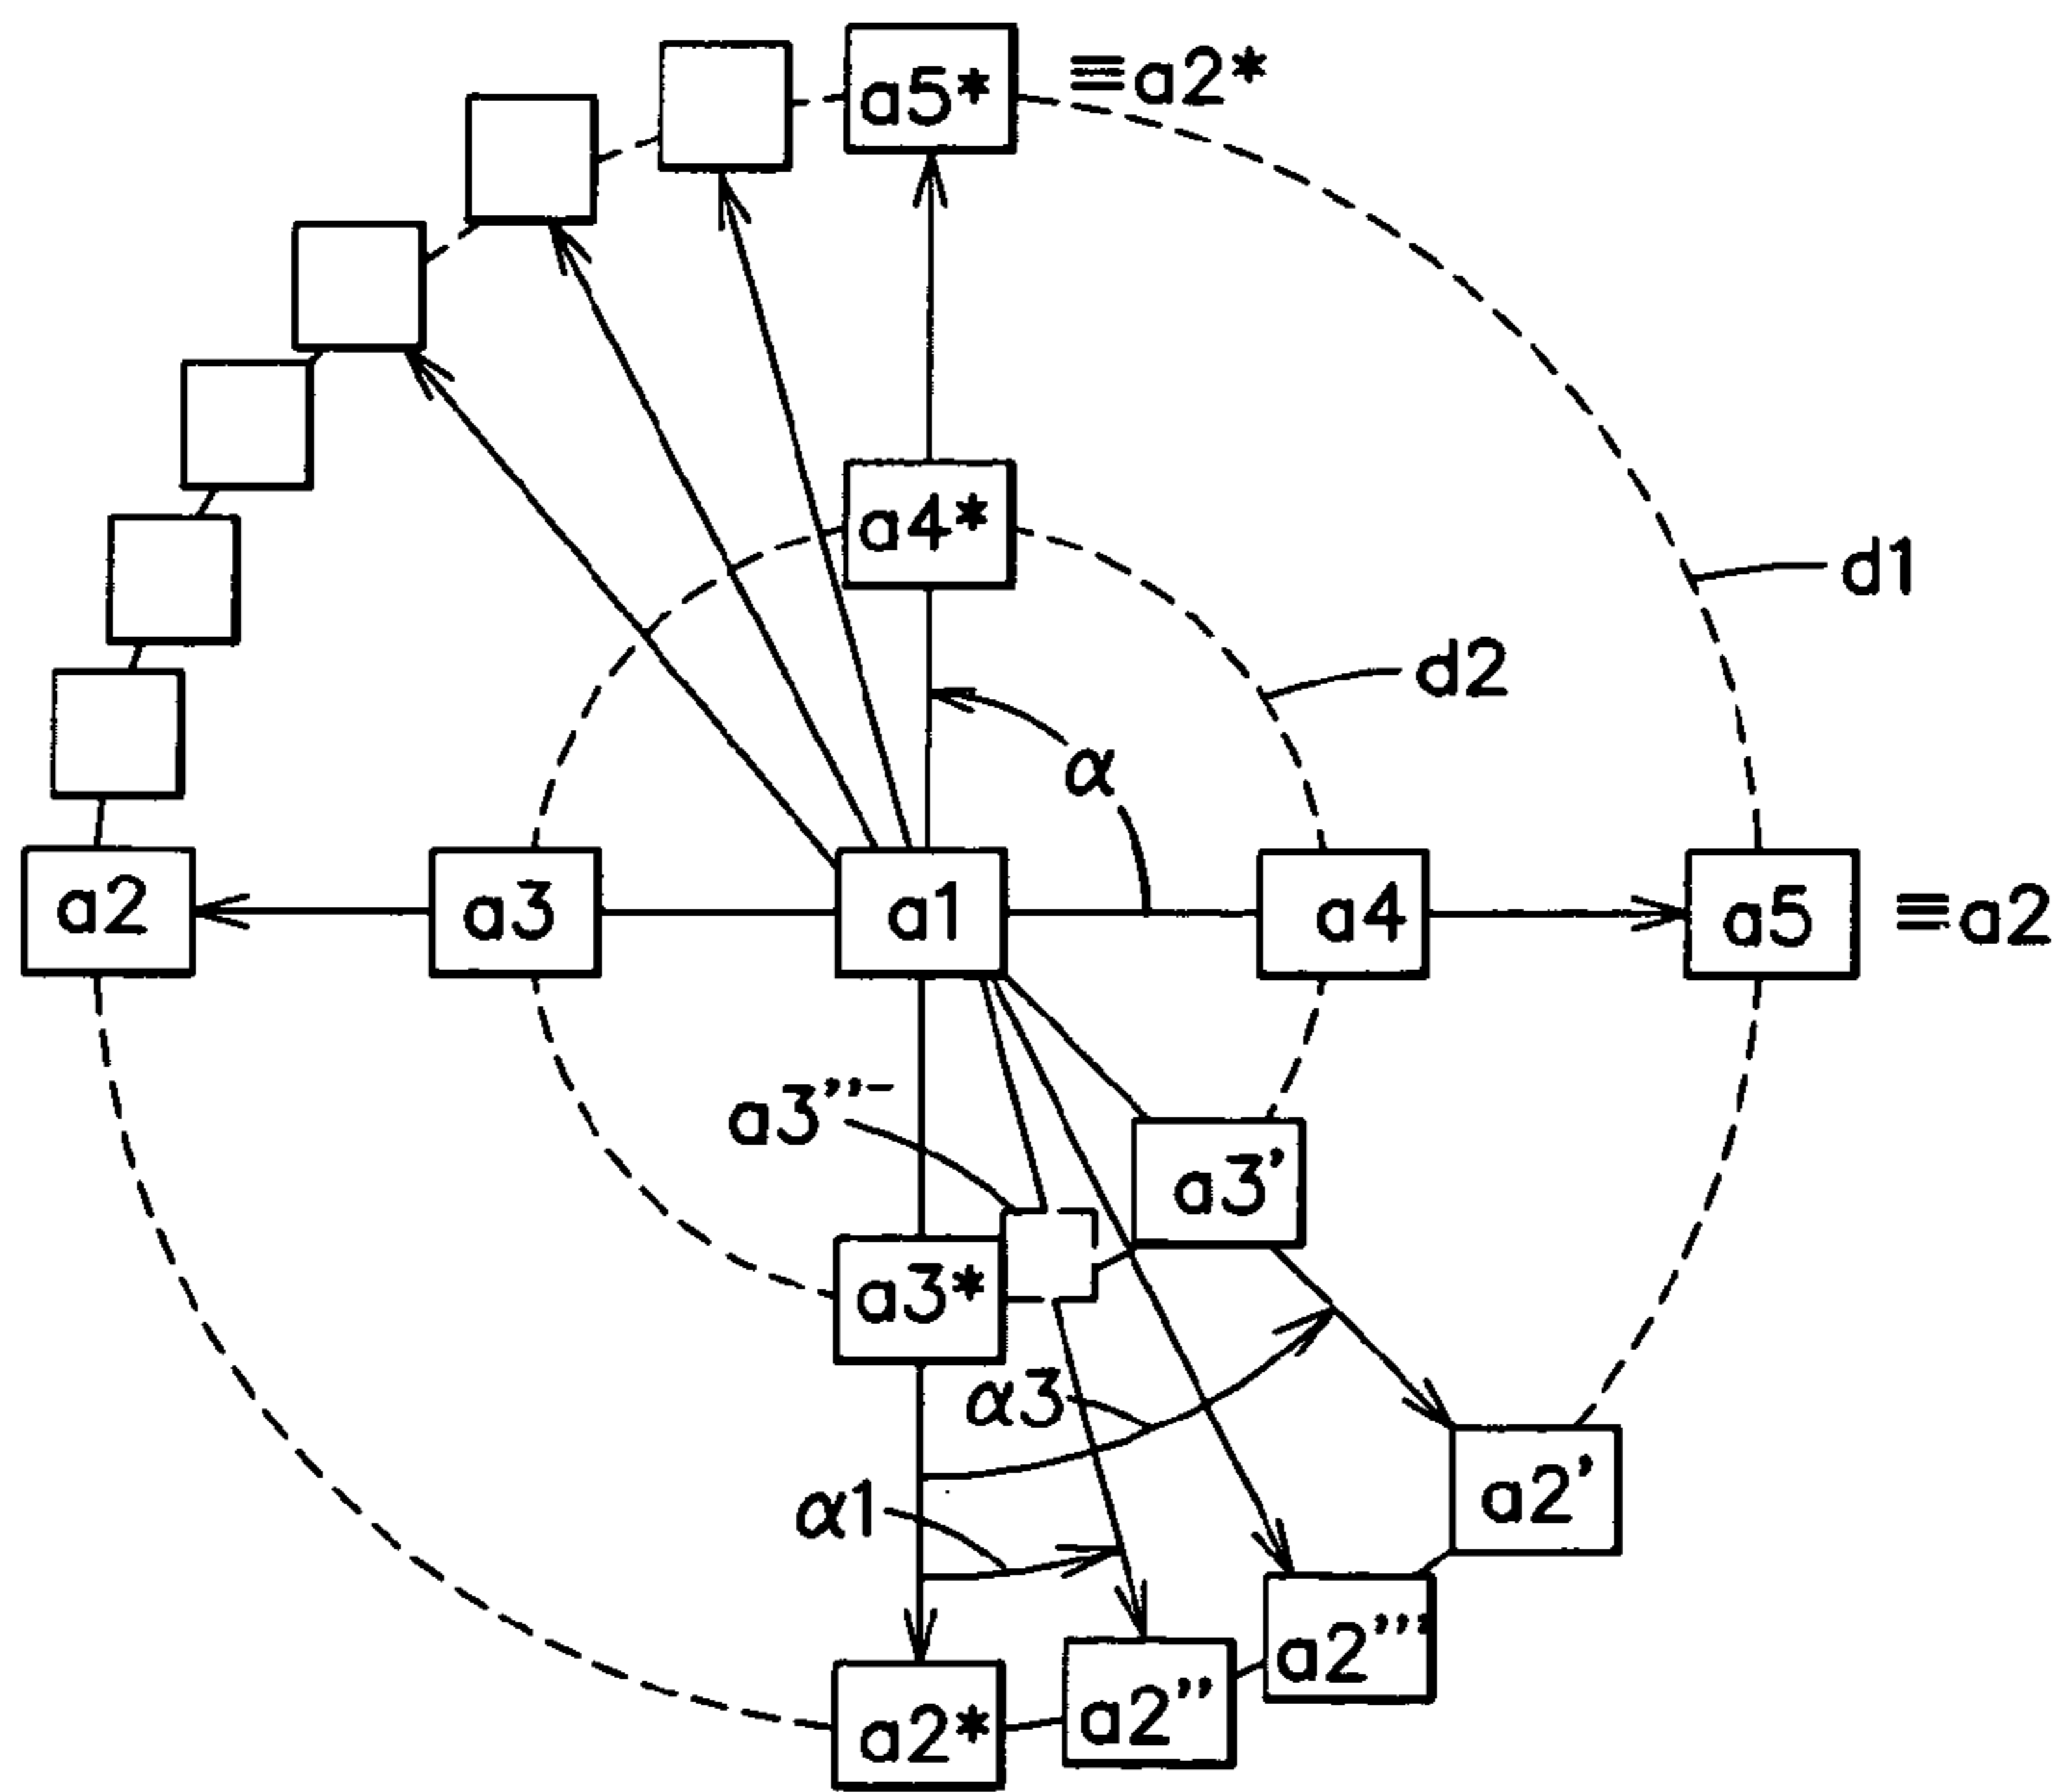 a5* ≡a2*
a4*
d1
d2
α
a2 a3 a1 a4 a5 ≡a2
a3''-
a3'
a3*
α3
α1
a2'
a2'''
a2''
a2*